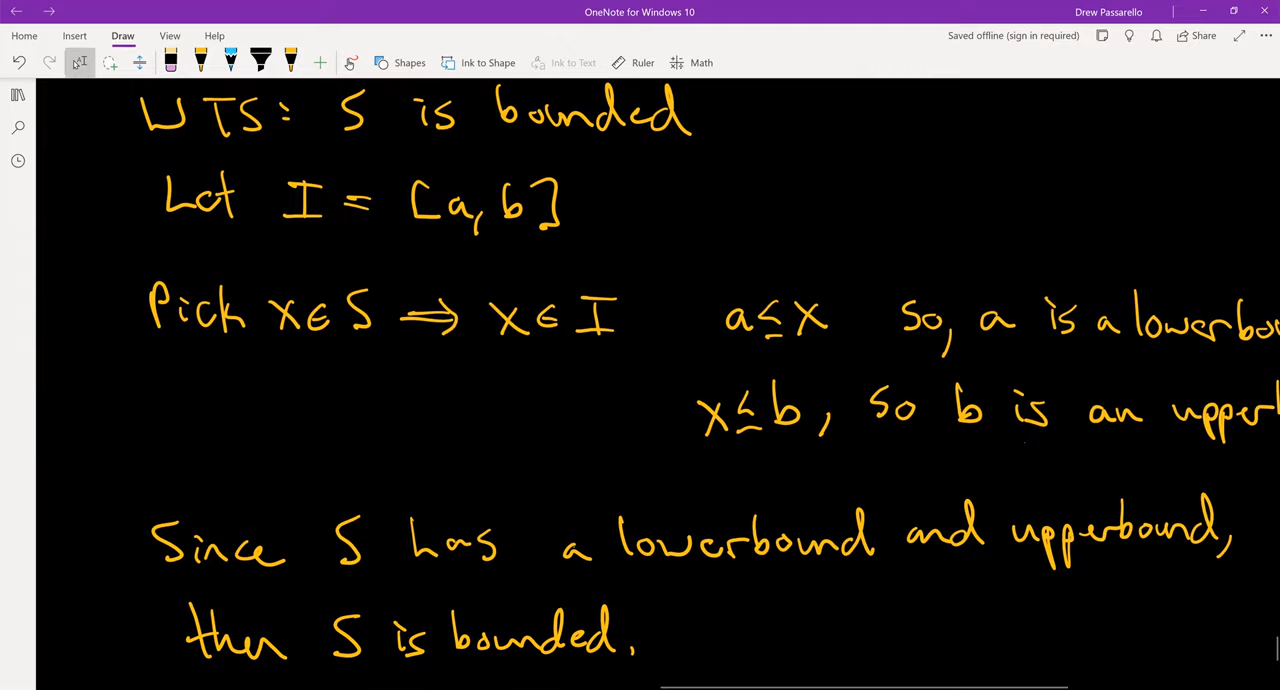 OneNote for Windows 10
Drew Passarello
Home Insert Draw View Help
Saved offline (sign in required) Share
Shapes Ink to Shape Ink to Text Ruler Math
WTS: S is bounded
Let I = [a, b]
Pick x ∈ S ⟹ x ∈ I a ≤ x so, a is a lowerbou
x ≤ b, so b is an upperb
Since S has a lowerbound and upperbound,
then S is bounded.